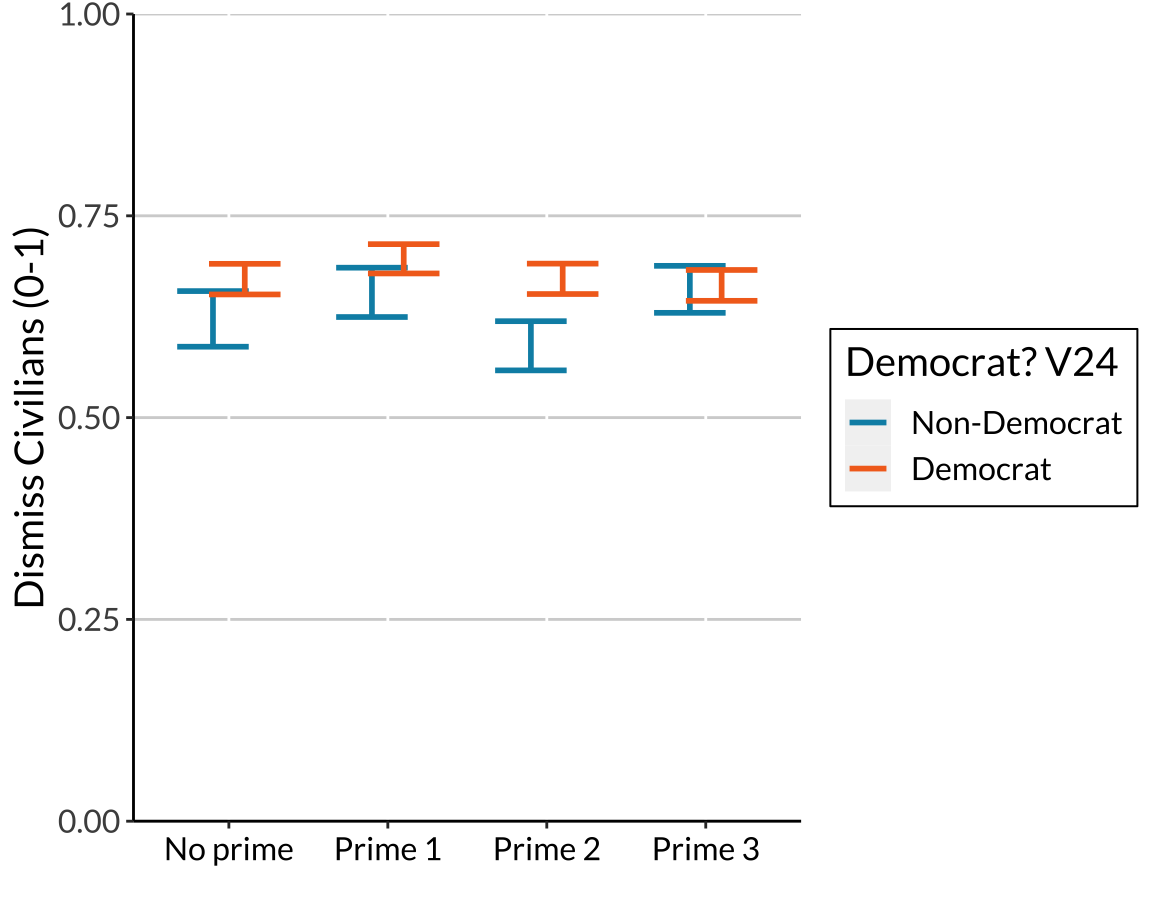 1.00
0.75
0.50
0.25
0.00
Dismiss Civilians (0-1)
No prime
Prime 1
Prime 2
Prime 3
Democrat? V24
Non-Democrat
Democrat